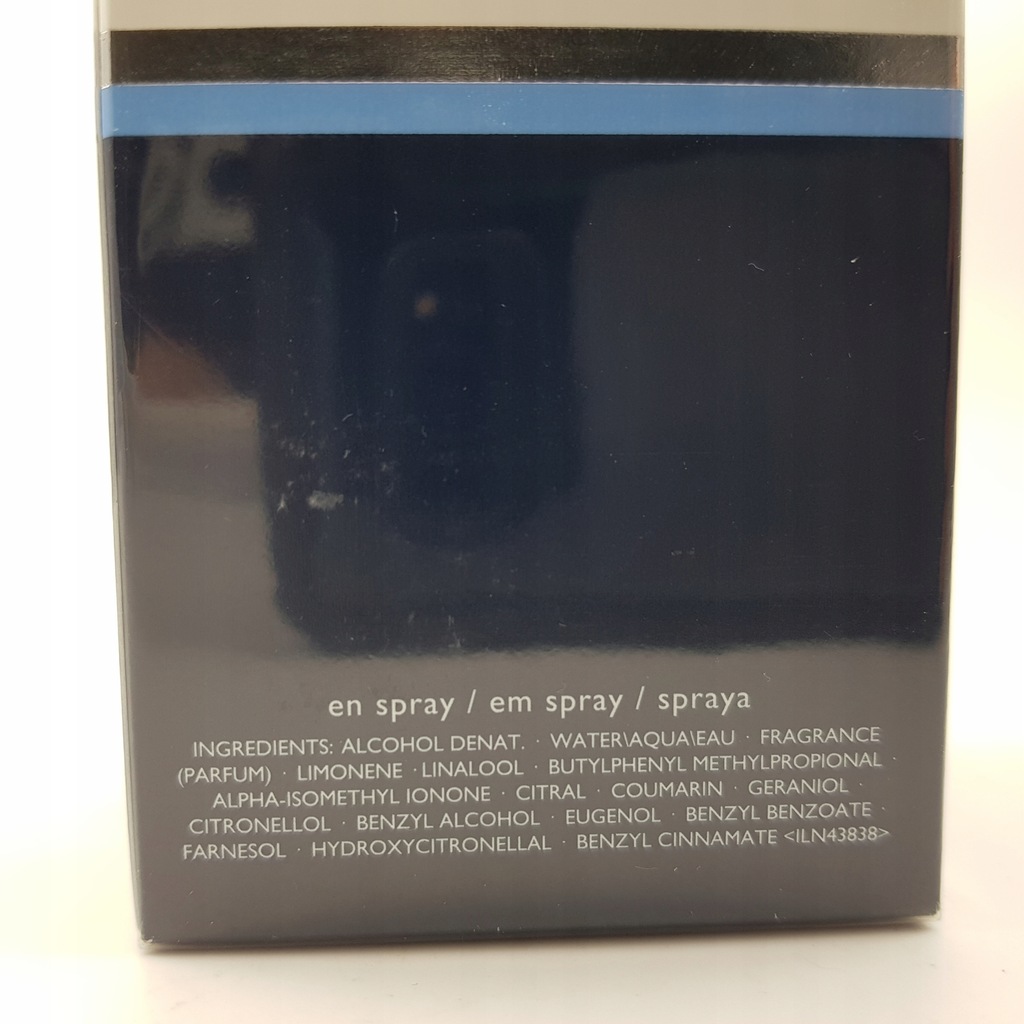 en spray / em spray / spraya
INGREDIENTS: ALCOHOL DENAT. · WATER\AQUA\EAU · FRAGRANCE
(PARFUM) · LIMONENE · LINALOOL · BUTYLPHENYL METHYLPROPIONAL ·
ALPHA-ISOMETHYL IONONE · CITRAL · COUMARIN · GERANIOL ·
CITRONELLOL · BENZYL ALCOHOL · EUGENOL · BENZYL BENZOATE ·
FARNESOL · HYDROXYCITRONELLAL · BENZYL CINNAMATE <ILN43838>